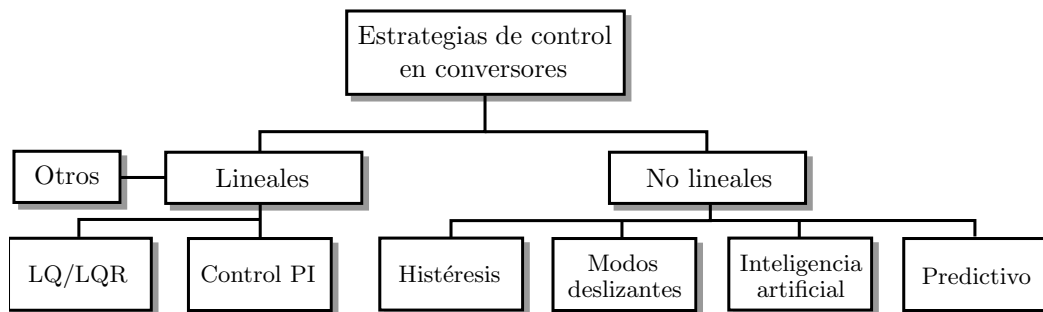 Estrategias de control
en conversores
Otros
Lineales
No lineales
LQ/LQR
Control PI
Histéresis
Modos
deslizantes
Inteligencia
artificial
Predictivo